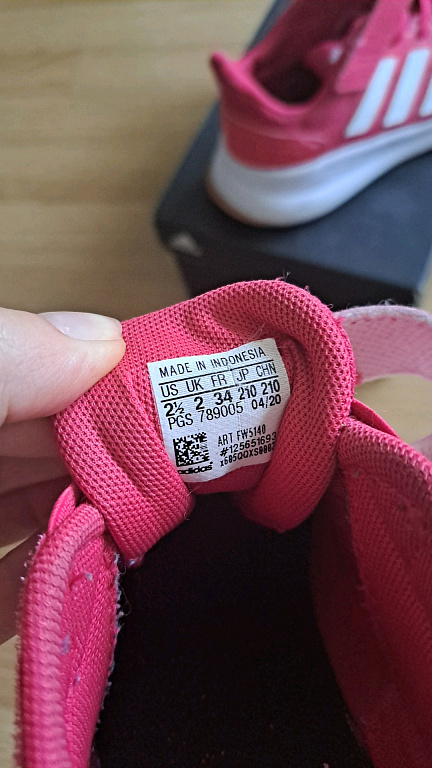 MADE IN INDONESIA
US UK FR JP CHN
2½ 2 34 210 210
PGS 789005 04/20
ART FW5140
#125651693
adidas